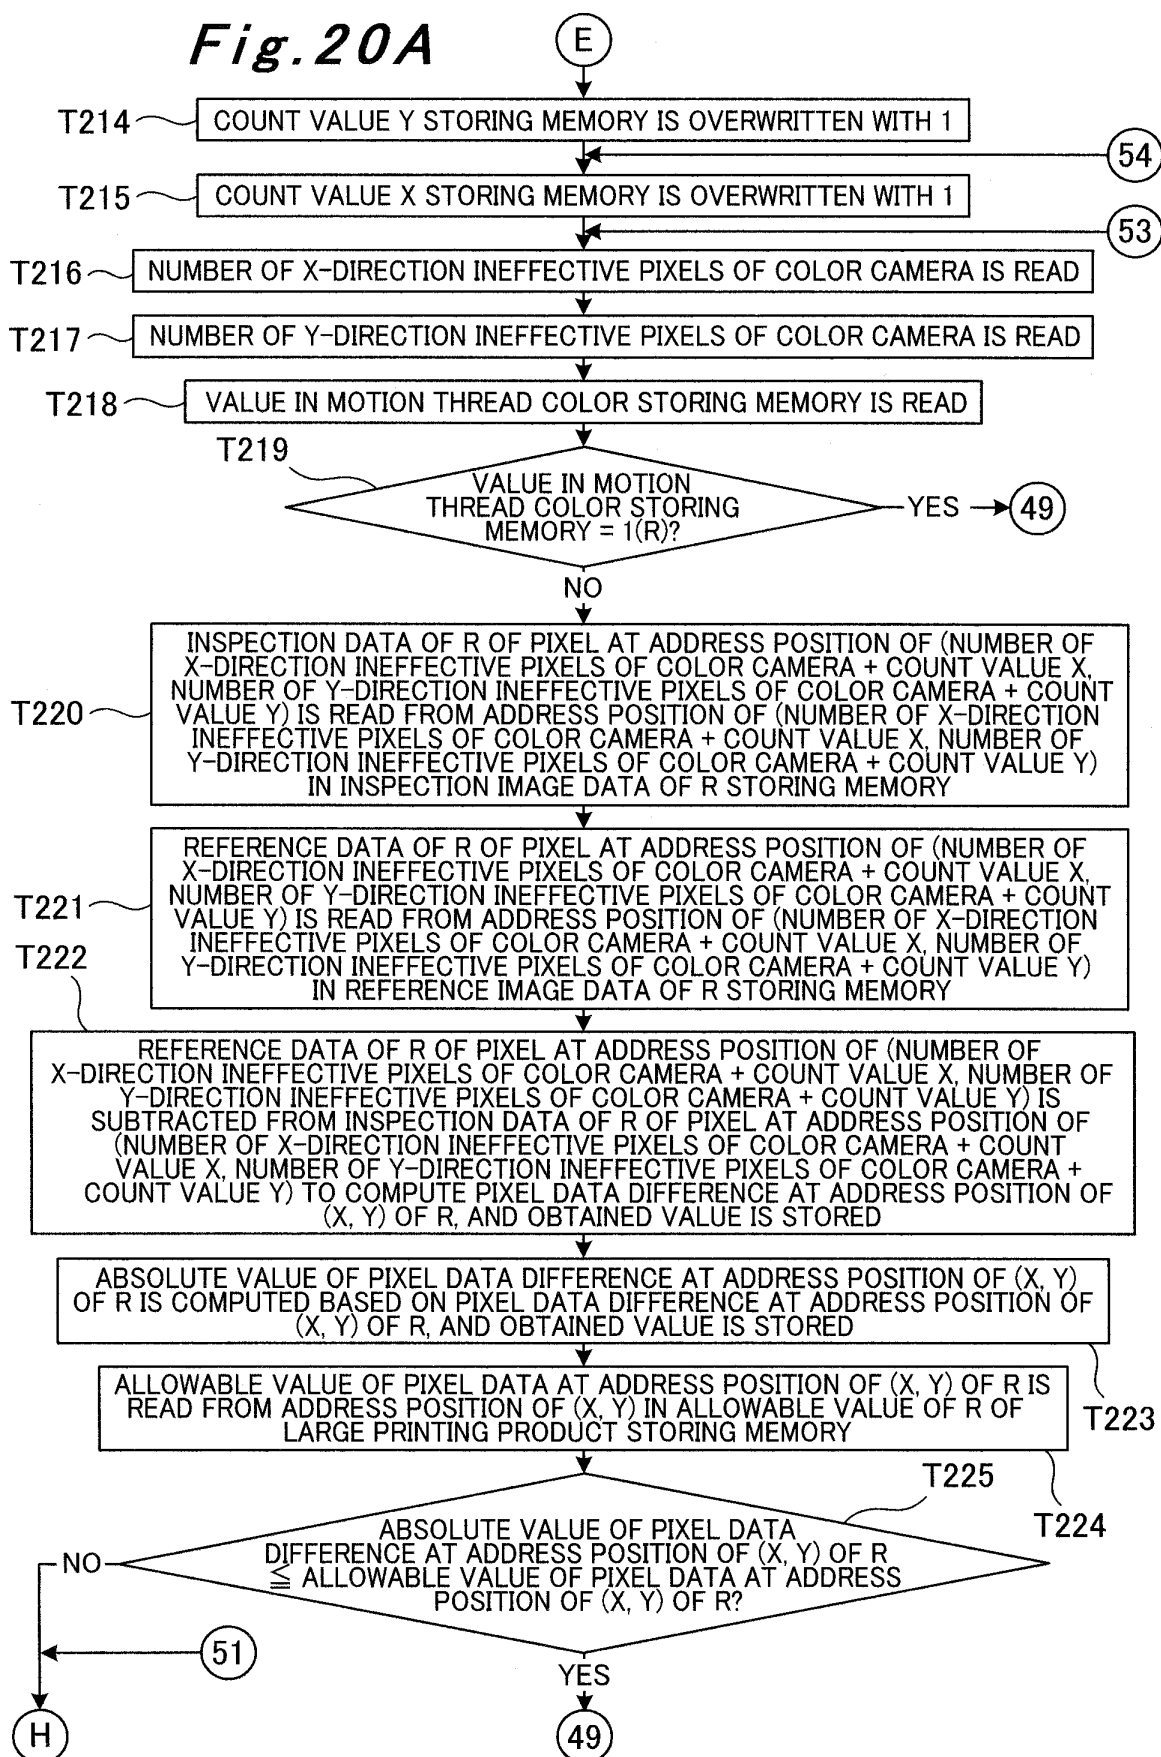 Fig.20A
E
T214
COUNT VALUE Y STORING MEMORY IS OVERWRITTEN WITH 1
54
T215
COUNT VALUE X STORING MEMORY IS OVERWRITTEN WITH 1
53
T216
NUMBER OF X-DIRECTION INEFFECTIVE PIXELS OF COLOR CAMERA IS READ
T217
NUMBER OF Y-DIRECTION INEFFECTIVE PIXELS OF COLOR CAMERA IS READ
T218
VALUE IN MOTION THREAD COLOR STORING MEMORY IS READ
T219
VALUE IN MOTION
THREAD COLOR STORING
MEMORY = 1(R)?
YES
49
NO
T220
INSPECTION DATA OF R OF PIXEL AT ADDRESS POSITION OF (NUMBER OF
X-DIRECTION INEFFECTIVE PIXELS OF COLOR CAMERA + COUNT VALUE X,
NUMBER OF Y-DIRECTION INEFFECTIVE PIXELS OF COLOR CAMERA + COUNT
VALUE Y) IS READ FROM ADDRESS POSITION OF (NUMBER OF X-DIRECTION
INEFFECTIVE PIXELS OF COLOR CAMERA + COUNT VALUE X, NUMBER OF
Y-DIRECTION INEFFECTIVE PIXELS OF COLOR CAMERA + COUNT VALUE Y)
IN INSPECTION IMAGE DATA OF R STORING MEMORY
T221
REFERENCE DATA OF R OF PIXEL AT ADDRESS POSITION OF (NUMBER OF
X-DIRECTION INEFFECTIVE PIXELS OF COLOR CAMERA + COUNT VALUE X,
NUMBER OF Y-DIRECTION INEFFECTIVE PIXELS OF COLOR CAMERA + COUNT
VALUE Y) IS READ FROM ADDRESS POSITION OF (NUMBER OF X-DIRECTION
INEFFECTIVE PIXELS OF COLOR CAMERA + COUNT VALUE X, NUMBER OF
Y-DIRECTION INEFFECTIVE PIXELS OF COLOR CAMERA + COUNT VALUE Y)
IN REFERENCE IMAGE DATA OF R STORING MEMORY
T222
REFERENCE DATA OF R OF PIXEL AT ADDRESS POSITION OF (NUMBER OF
X-DIRECTION INEFFECTIVE PIXELS OF COLOR CAMERA + COUNT VALUE X, NUMBER OF
Y-DIRECTION INEFFECTIVE PIXELS OF COLOR CAMERA + COUNT VALUE Y) IS
SUBTRACTED FROM INSPECTION DATA OF R OF PIXEL AT ADDRESS POSITION OF
(NUMBER OF X-DIRECTION INEFFECTIVE PIXELS OF COLOR CAMERA + COUNT
VALUE X, NUMBER OF Y-DIRECTION INEFFECTIVE PIXELS OF COLOR CAMERA +
COUNT VALUE Y) TO COMPUTE PIXEL DATA DIFFERENCE AT ADDRESS POSITION OF
(X, Y) OF R, AND OBTAINED VALUE IS STORED
ABSOLUTE VALUE OF PIXEL DATA DIFFERENCE AT ADDRESS POSITION OF (X, Y)
OF R IS COMPUTED BASED ON PIXEL DATA DIFFERENCE AT ADDRESS POSITION OF
(X, Y) OF R, AND OBTAINED VALUE IS STORED
T223
ALLOWABLE VALUE OF PIXEL DATA AT ADDRESS POSITION OF (X, Y) OF R IS
READ FROM ADDRESS POSITION OF (X, Y) IN ALLOWABLE VALUE OF R OF
LARGE PRINTING PRODUCT STORING MEMORY
T224
T225
ABSOLUTE VALUE OF PIXEL DATA
DIFFERENCE AT ADDRESS POSITION OF (X, Y) OF R
≦ ALLOWABLE VALUE OF PIXEL DATA AT ADDRESS
POSITION OF (X, Y) OF R?
NO
51
YES
H
49